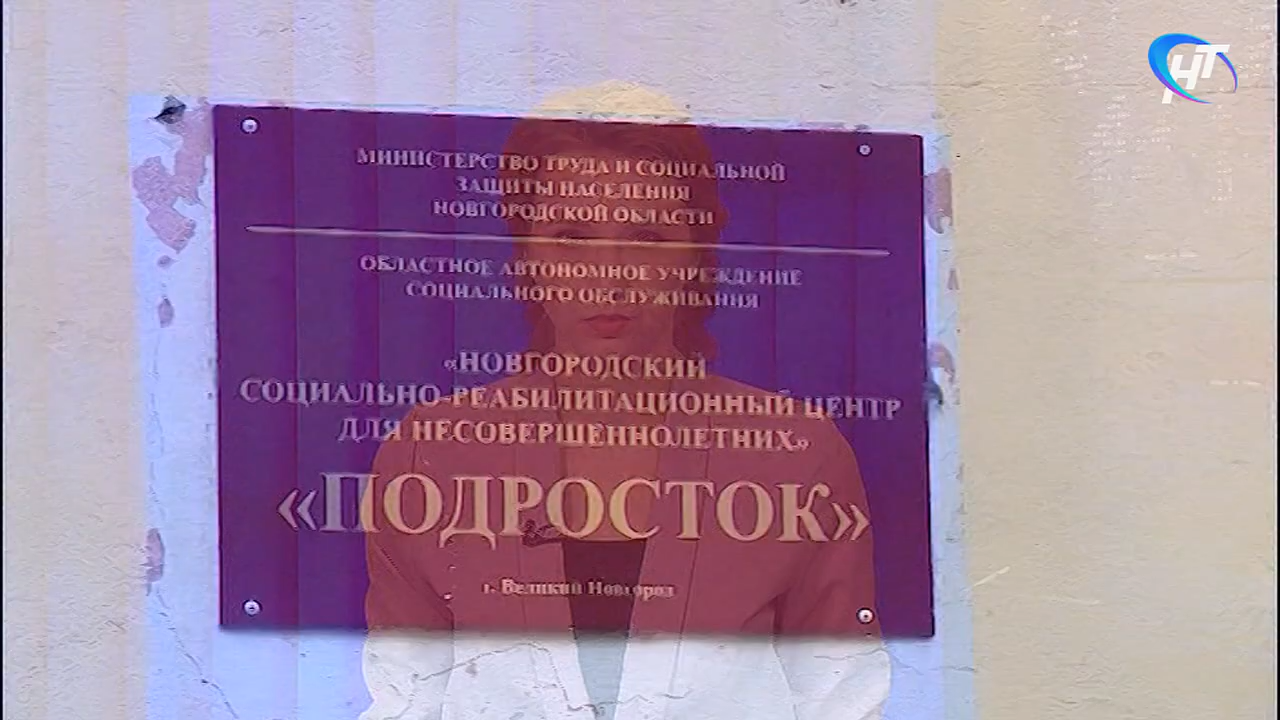 НТ
МИНИСТЕРСТВО ТРУДА И СОЦИАЛЬНОЙ
ЗАЩИТЫ НАСЕЛЕНИЯ
НОВГОРОДСКОЙ ОБЛАСТИ
ОБЛАСТНОЕ АВТОНОМНОЕ УЧРЕЖДЕНИЕ
СОЦИАЛЬНОГО ОБСЛУЖИВАНИЯ
«НОВГОРОДСКИЙ
СОЦИАЛЬНО-РЕАБИЛИТАЦИОННЫЙ ЦЕНТР
ДЛЯ НЕСОВЕРШЕННОЛЕТНИХ»
«ПОДРОСТОК»
г. Великий Новгород